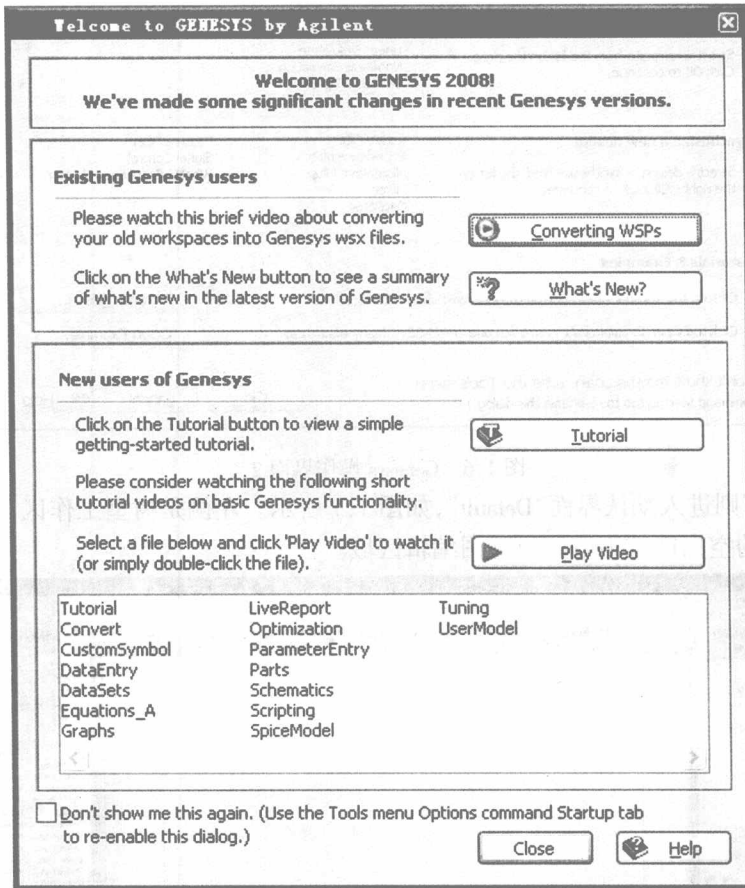 Welcome to GENESYS by Agilent
Welcome to GENESYS 2008!
We've made some significant changes in recent Genesys versions.
Existing Genesys users
Please watch this brief video about converting
your old workspaces into Genesys wsx files.
Converting WSPs
Click on the What's New button to see a summary
of what's new in the latest version of Genesys.
What's New?
New users of Genesys
Click on the Tutorial button to view a simple
getting-started tutorial.
Tutorial
Please consider watching the following short
tutorial videos on basic Genesys functionality.
Select a file below and click 'Play Video' to watch it
(or simply double-click the file).
Play Video
Tutorial
Convert
CustomSymbol
DataEntry
DataSets
Equations_A
Graphs
LiveReport
Optimization
ParameterEntry
Parts
Schematics
Scripting
SpiceModel
Tuning
UserModel
Don't show me this again. (Use the Tools menu Options command Startup tab
to re-enable this dialog.)
Close
Help